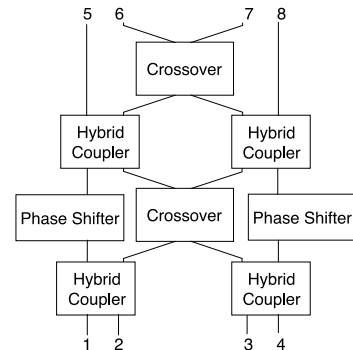 5 6 7 8
Crossover
Hybrid
Coupler
Hybrid
Coupler
Phase Shifter
Crossover
Phase Shifter
Hybrid
Coupler
Hybrid
Coupler
1 2 3 4